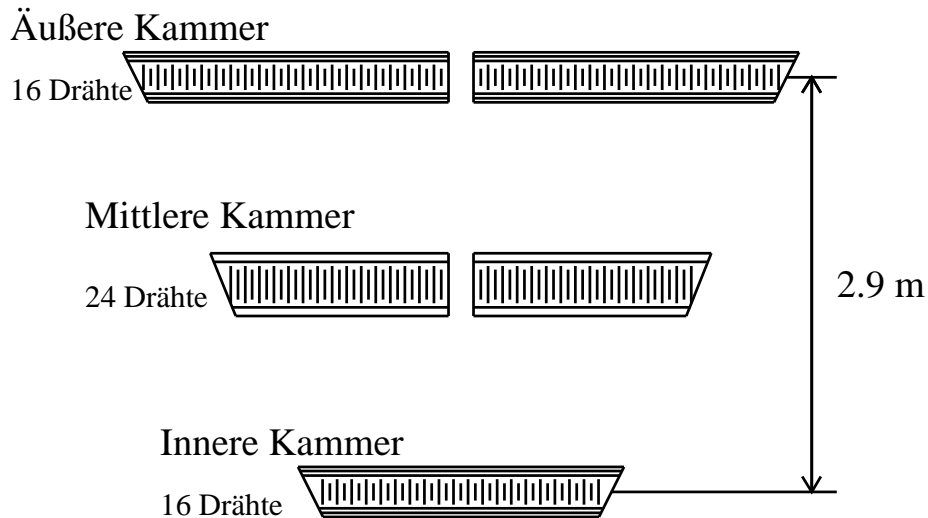 Äußere Kammer
16 Drähte
Mittlere Kammer
24 Drähte
2.9 m
Innere Kammer
16 Drähte